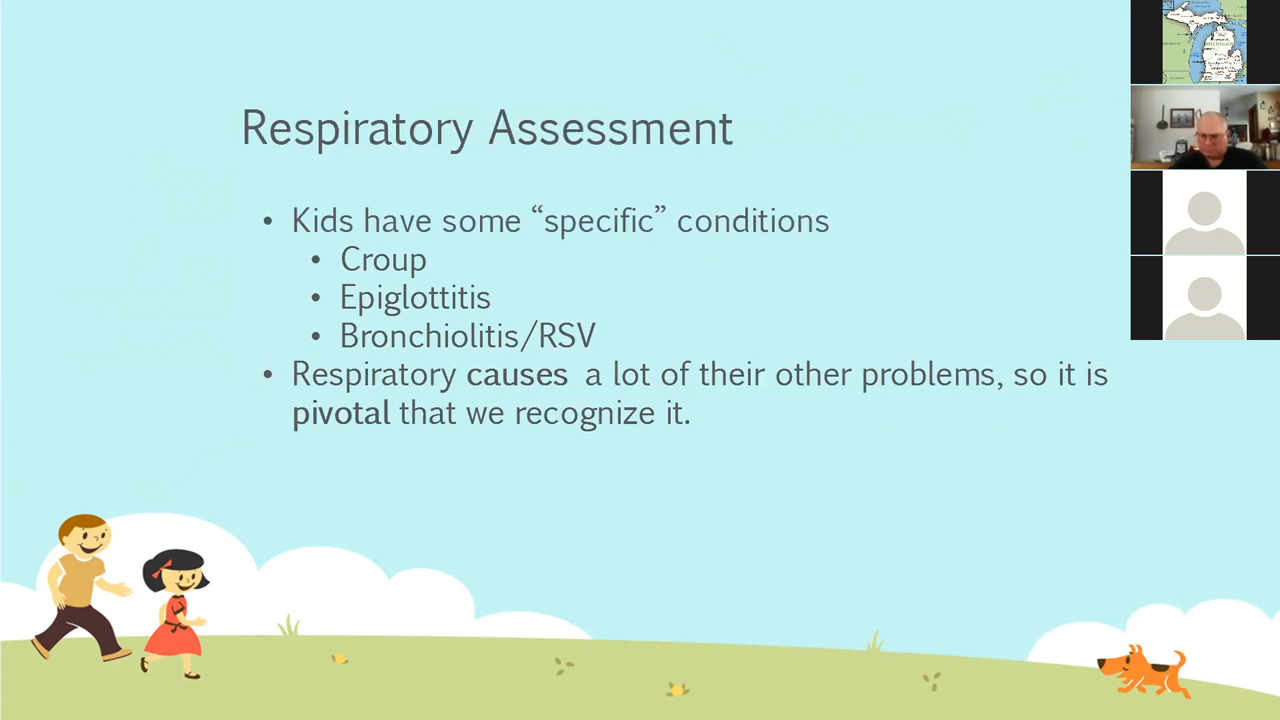 Respiratory Assessment
• Kids have some “specific” conditions
• Croup
• Epiglottitis
• Bronchiolitis/RSV
• Respiratory causes a lot of their other problems, so it is
pivotal that we recognize it.